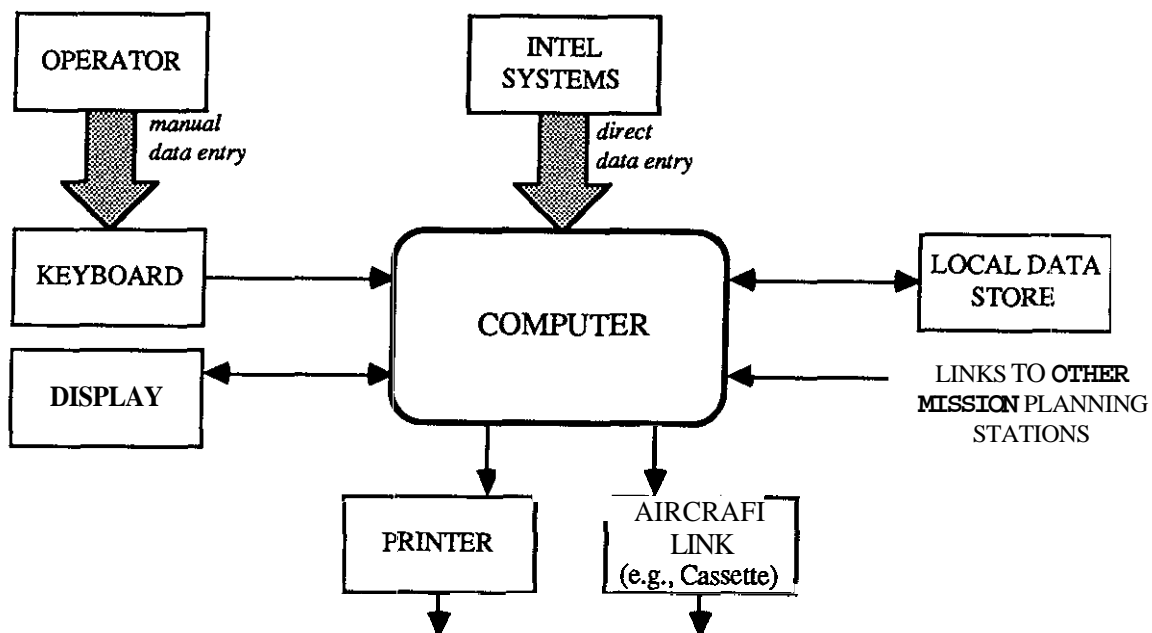 OPERATOR
INTEL
SYSTEMS
manual
data entry
direct
data entry
KEYBOARD
COMPUTER
LOCAL DATA
STORE
DISPLAY
LINKS TO OTHER
MISSION PLANNING
STATIONS
PRINTER
AIRCRAFI
LINK
(e.g., Cassette)